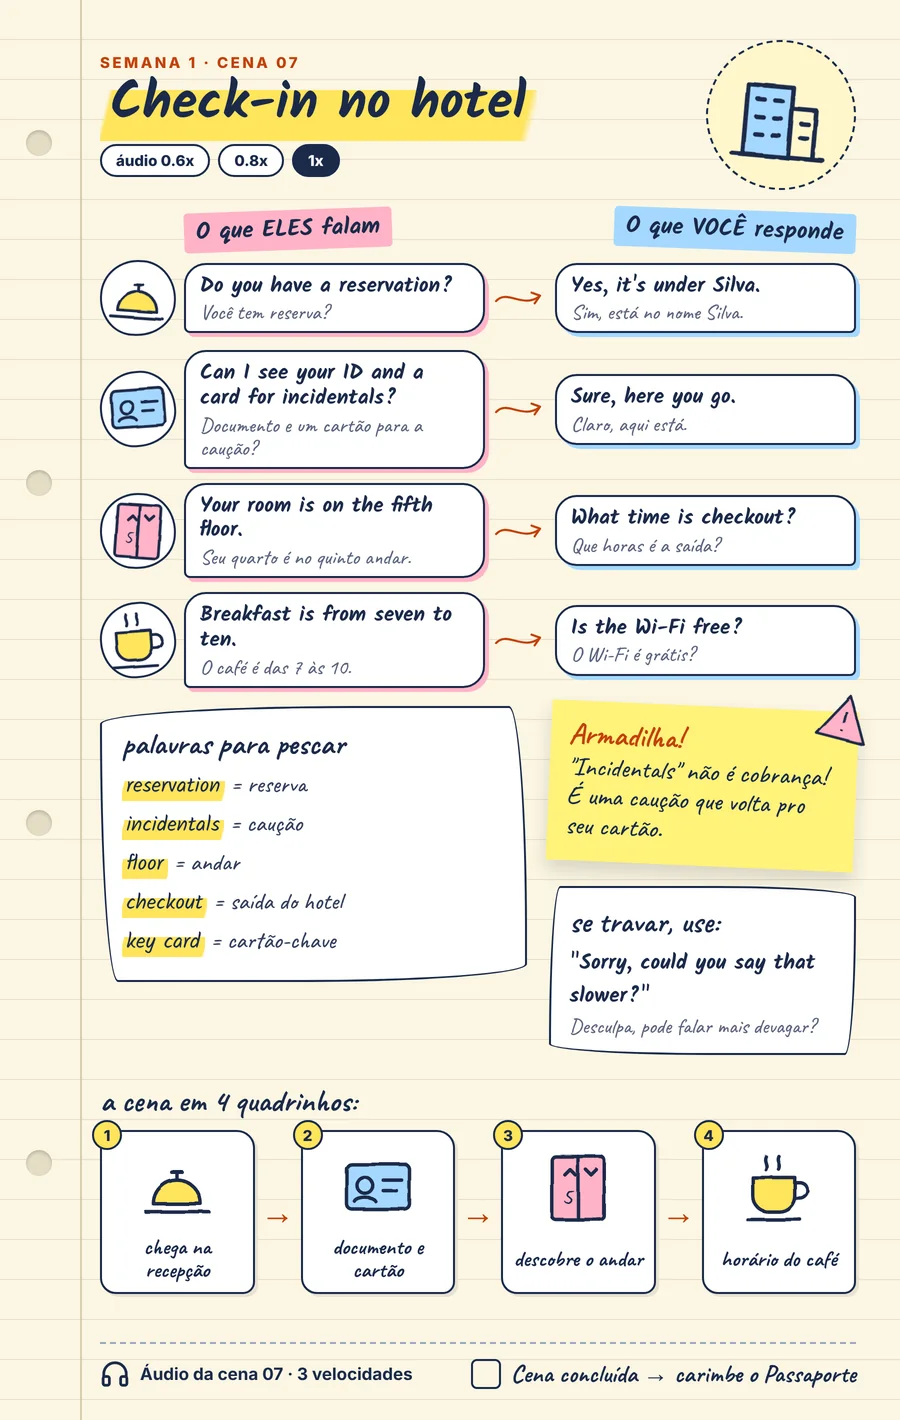 SEMANA 1 · CENA 07
Check-in no hotel
áudio 0.6x
0.8x
1x
O que ELES falam
O que VOCÊ responde
Do you have a reservation?
Você tem reserva?
Yes, it's under Silva.
Sim, está no nome Silva.
Can I see your ID and a
card for incidentals?
Documento e um cartão para a
caução?
Sure, here you go.
Claro, aqui está.
5
Your room is on the fifth
floor.
Seu quarto é no quinto andar.
What time is checkout?
Que horas é a saída?
Breakfast is from seven to
ten.
O café é das 7 às 10.
Is the Wi-Fi free?
O Wi-Fi é grátis?
palavras para pescar
reservation = reserva
incidentals = caução
floor = andar
checkout = saída do hotel
key card = cartão-chave
!
Armadilha!
"Incidentals" não é cobrança!
É uma caução que volta pro
seu cartão.
se travar, use:
"Sorry, could you say that
slower?"
Desculpa, pode falar mais devagar?
a cena em 4 quadrinhos:
1
chega na
recepção
→
2
documento e
cartão
→
3
5
descobre o andar
→
4
horário do café
Áudio da cena 07 · 3 velocidades
Cena concluída → carimbe o Passaporte